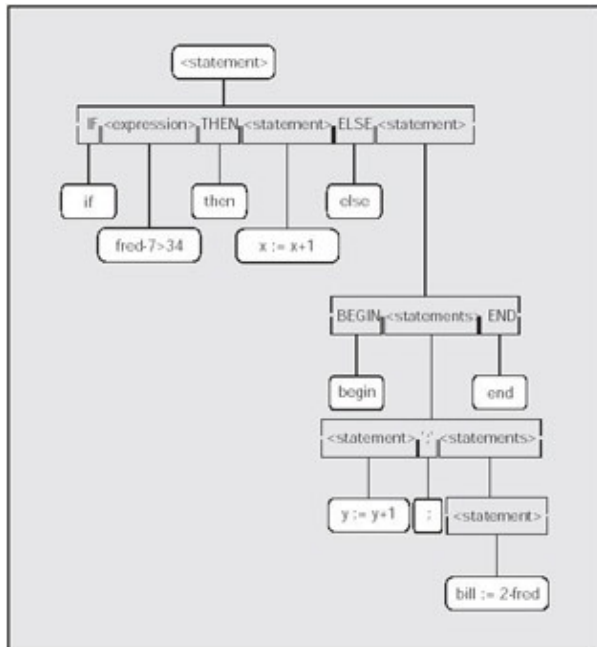 <statement>
IF <expression> THEN <statement> ELSE <statement>
if
then
else
fred-7>34
x := x+1
BEGIN <statements> END
begin
end
<statement> ';' <statements>
y := y+1
;
<statement>
bill := 2-fred